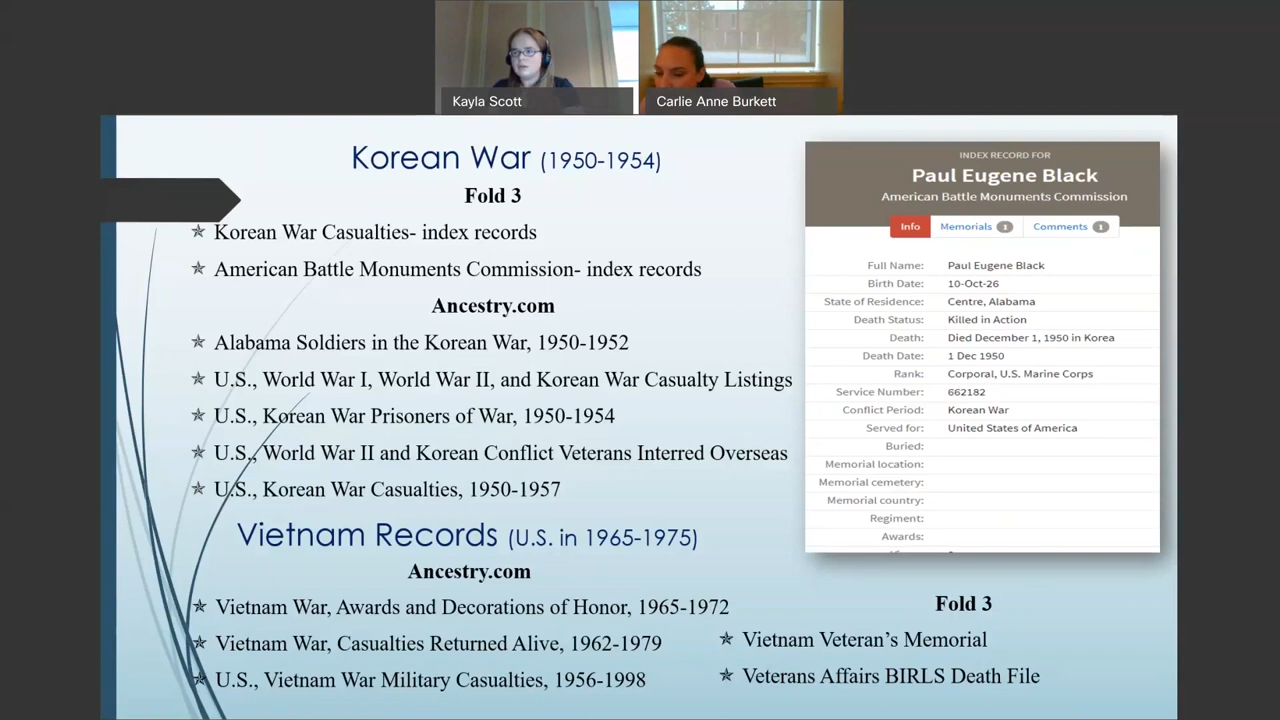 Kayla Scott
Carlie Anne Burkett
Korean War (1950-1954)
Fold 3
Korean War Casualties- index records
American Battle Monuments Commission- index records
Ancestry.com
Alabama Soldiers in the Korean War, 1950-1952
U.S., World War I, World War II, and Korean War Casualty Listings
U.S., Korean War Prisoners of War, 1950-1954
U.S., World War II and Korean Conflict Veterans Interred Overseas
U.S., Korean War Casualties, 1950-1957
Vietnam Records (U.S. in 1965-1975)
Ancestry.com
Vietnam War, Awards and Decorations of Honor, 1965-1972
Vietnam War, Casualties Returned Alive, 1962-1979
U.S., Vietnam War Military Casualties, 1956-1998
INDEX RECORD FOR
Paul Eugene Black
American Battle Monuments Commission
Info Memorials 1 Comments 1
Full Name: Paul Eugene Black
Birth Date: 10-Oct-26
State of Residence: Centre, Alabama
Death Status: Killed in Action
Death: Died December 1, 1950 in Korea
Death Date: 1 Dec 1950
Rank: Corporal, U.S. Marine Corps
Service Number: 662182
Conflict Period: Korean War
Served for: United States of America
Buried:
Memorial location:
Memorial cemetery:
Memorial country:
Regiment:
Awards:
Fold 3
Vietnam Veteran's Memorial
Veterans Affairs BIRLS Death File